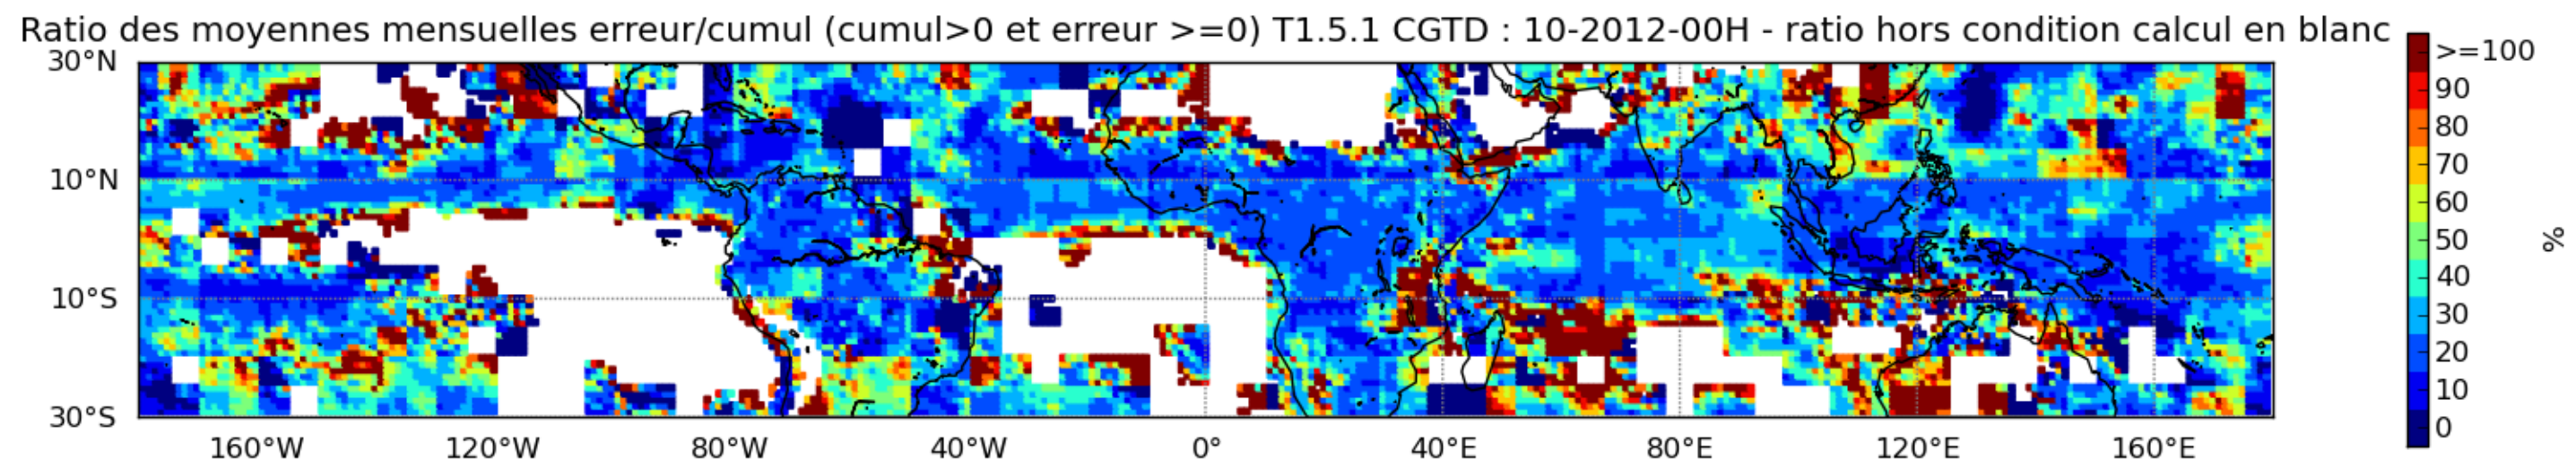 Ratio des moyennes mensuelles erreur/cumul (cumul>0 et erreur >=0) T1.5.1 CGTD : 10-2012-00H - ratio hors condition calcul en blanc
30°N
10°N
10°S
30°S
160°W 120°W 80°W 40°W 0° 40°E 80°E 120°E 160°E
>=100
90
80
70
60
50
40
30
20
10
0
%